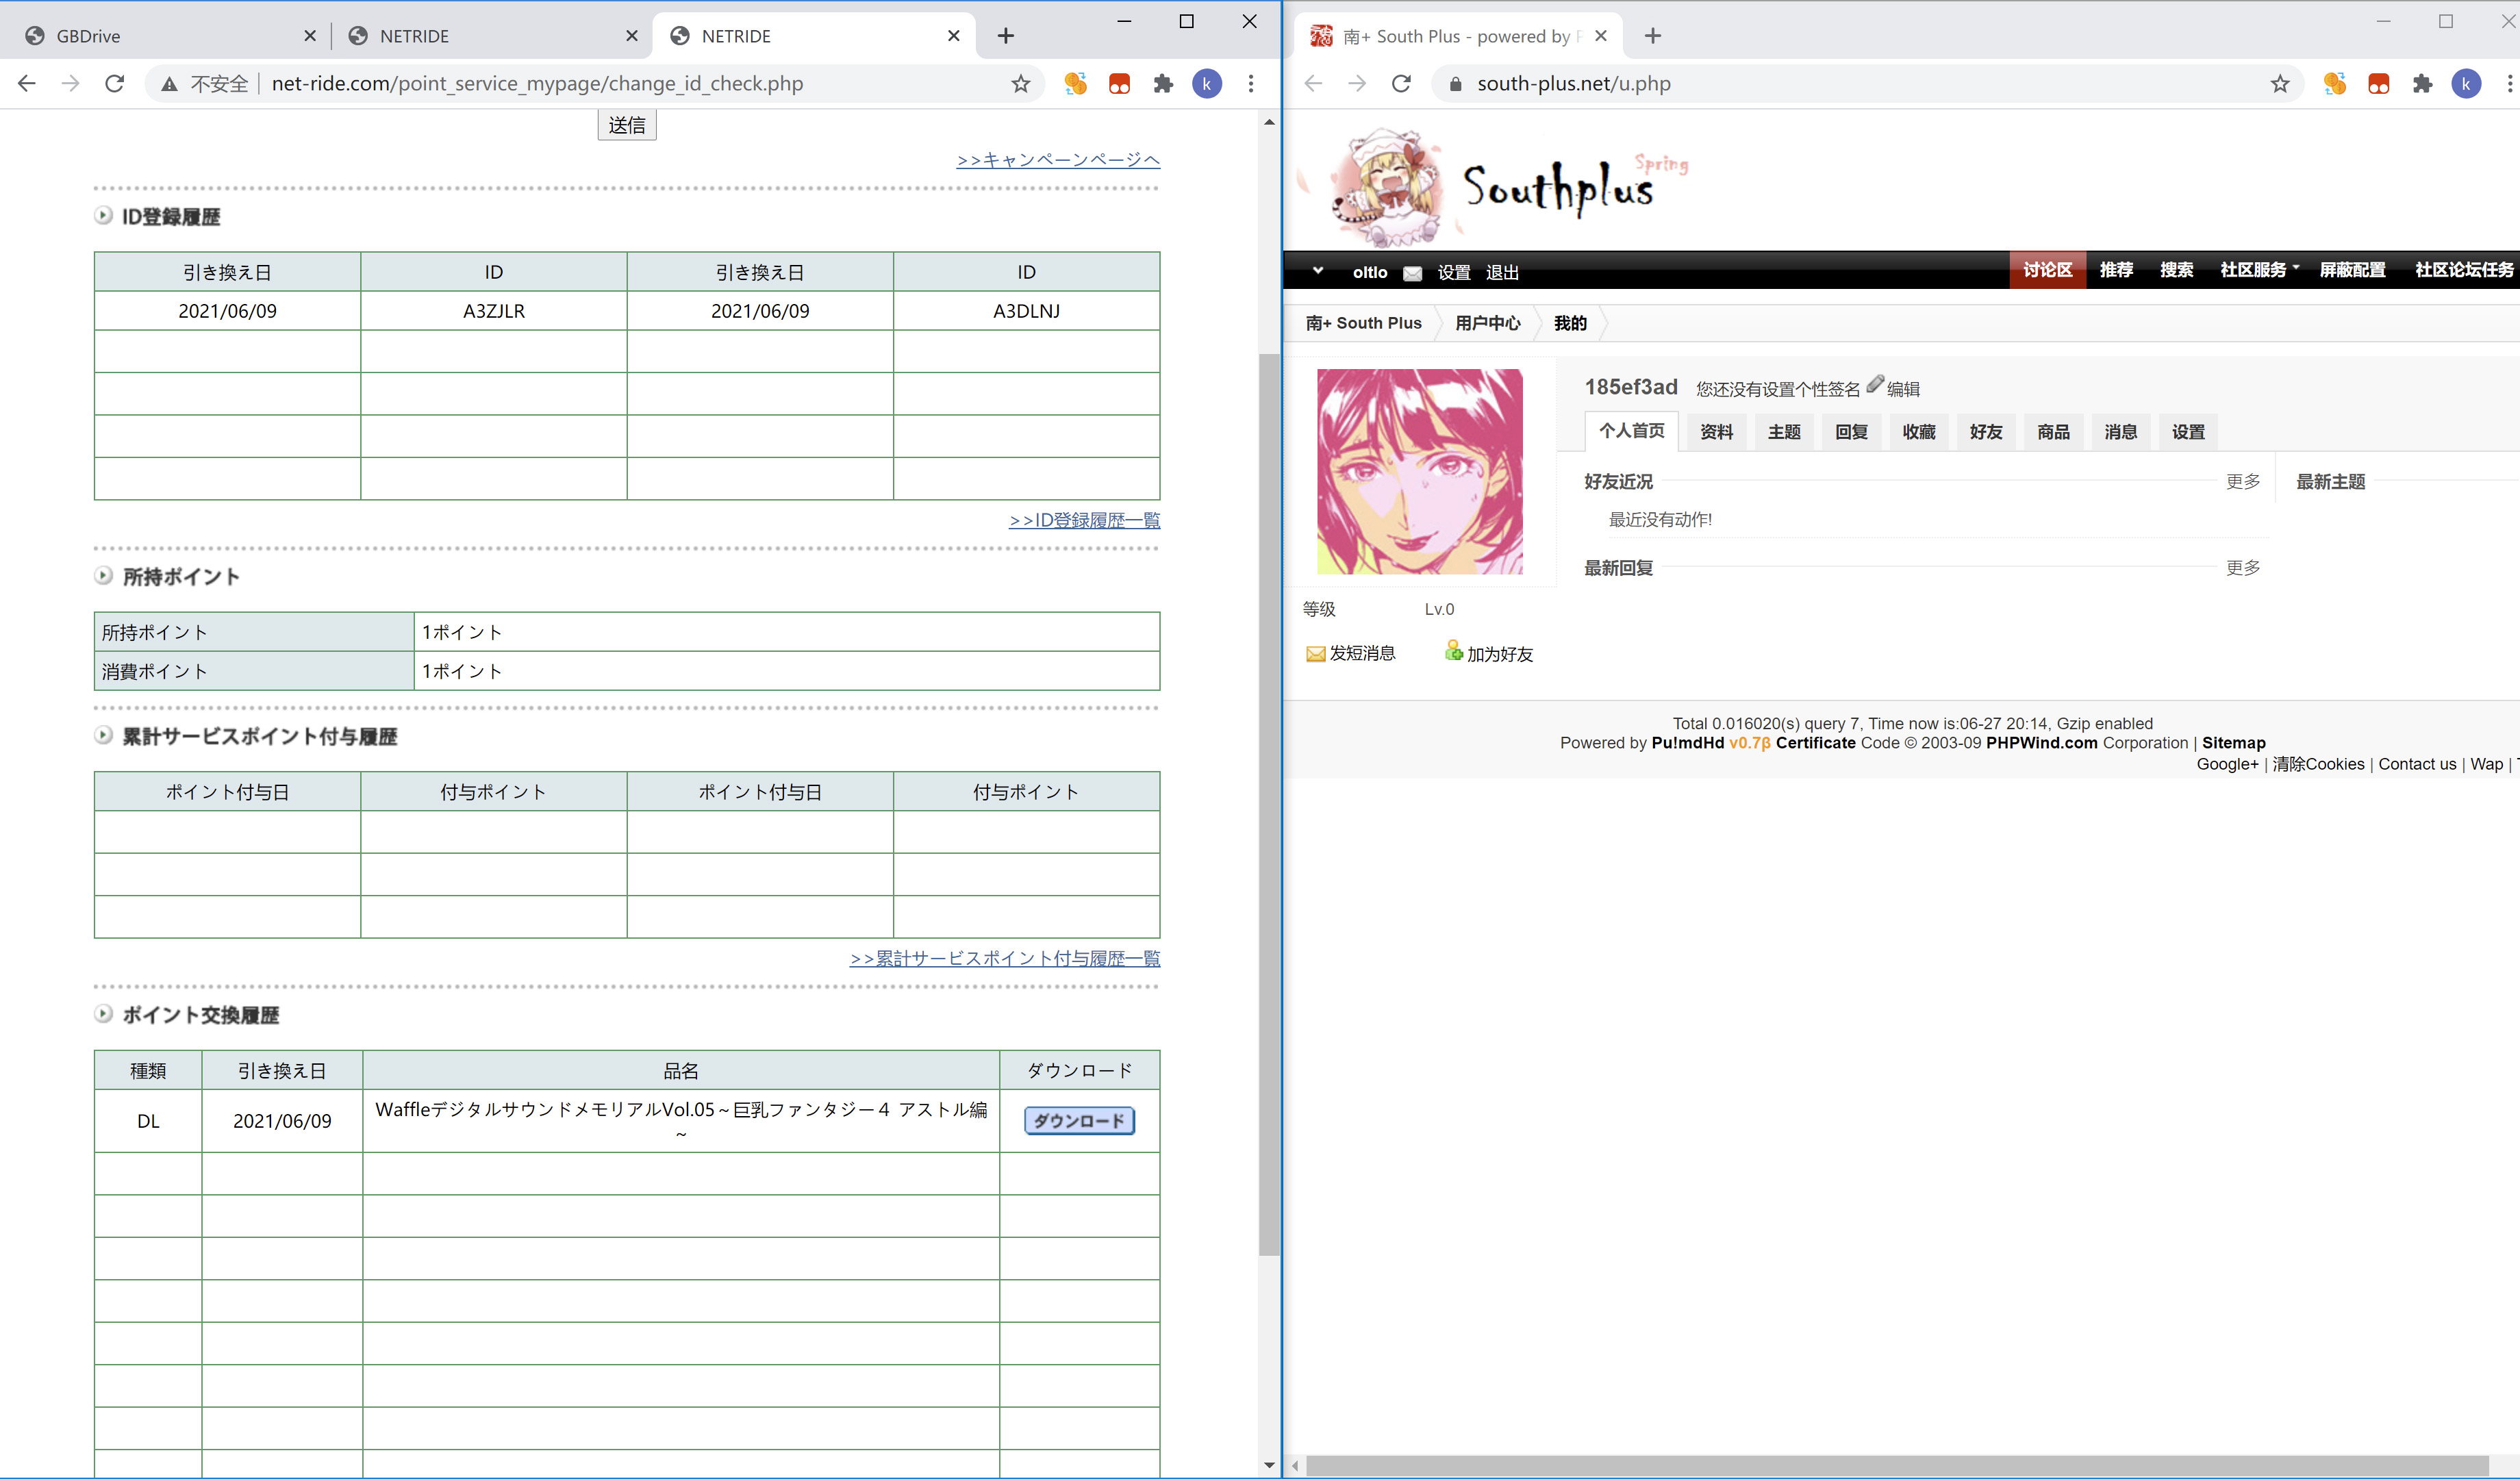 GBDrive
NETRIDE
NETRIDE
不安全
net-ride.com/point_service_mypage/change_id_check.php
k
送信
>>キャンペーンページへ
ID登録履歴
引き換え日 ID 引き換え日 ID
2021/06/09 A3ZJLR 2021/06/09 A3DLNJ
>>ID登録履歴一覧
所持ポイント
所持ポイント 1ポイント
消費ポイント 1ポイント
累計サービスポイント付与履歴
ポイント付与日 付与ポイント ポイント付与日 付与ポイント
>>累計サービスポイント付与履歴一覧
ポイント交換履歴
種類 引き換え日 品名 ダウンロード
DL 2021/06/09 WaffleデジタルサウンドメモリアルVol.05～巨乳ファンタジー４ アストル編 ダウンロード
～
南+ South Plus - powered by
south-plus.net/u.php
k
Southplus
Spring
oltlo 设置 退出
讨论区 推荐 搜索 社区服务 屏蔽配置 社区论坛任务
南+ South Plus 用户中心 我的
185ef3ad 您还没有设置个性签名 编辑
个人首页 资料 主题 回复 收藏 好友 商品 消息 设置
好友近况 更多 最新主题
最近没有动作!
最新回复 更多
等级 Lv.0
发短消息 加为好友
Total 0.016020(s) query 7, Time now is:06-27 20:14, Gzip enabled
Powered by Pu!mdHd v0.7β Certificate Code © 2003-09 PHPWind.com Corporation | Sitemap
Google+ | 清除Cookies | Contact us | Wap |